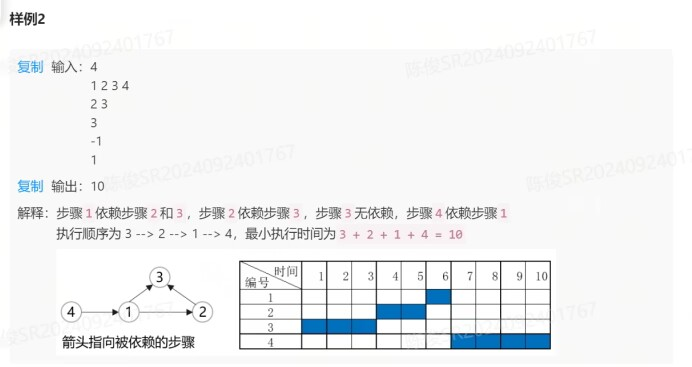 样例2
复制 输入：4
1 2 3 4
2 3
3
-1
1
复制 输出：10
解释：步骤 1 依赖步骤 2 和 3 ，步骤 2 依赖步骤 3 ，步骤 3 无依赖，步骤 4 依赖步骤 1
执行顺序为 3 --> 2 --> 1 --> 4，最小执行时间为 3 + 2 + 1 + 4 = 10
3
4 1 2
箭头指向被依赖的步骤
时间
编号
1 2 3 4 5 6 7 8 9 10
1
2
3
4
陈俊SR2024092401767